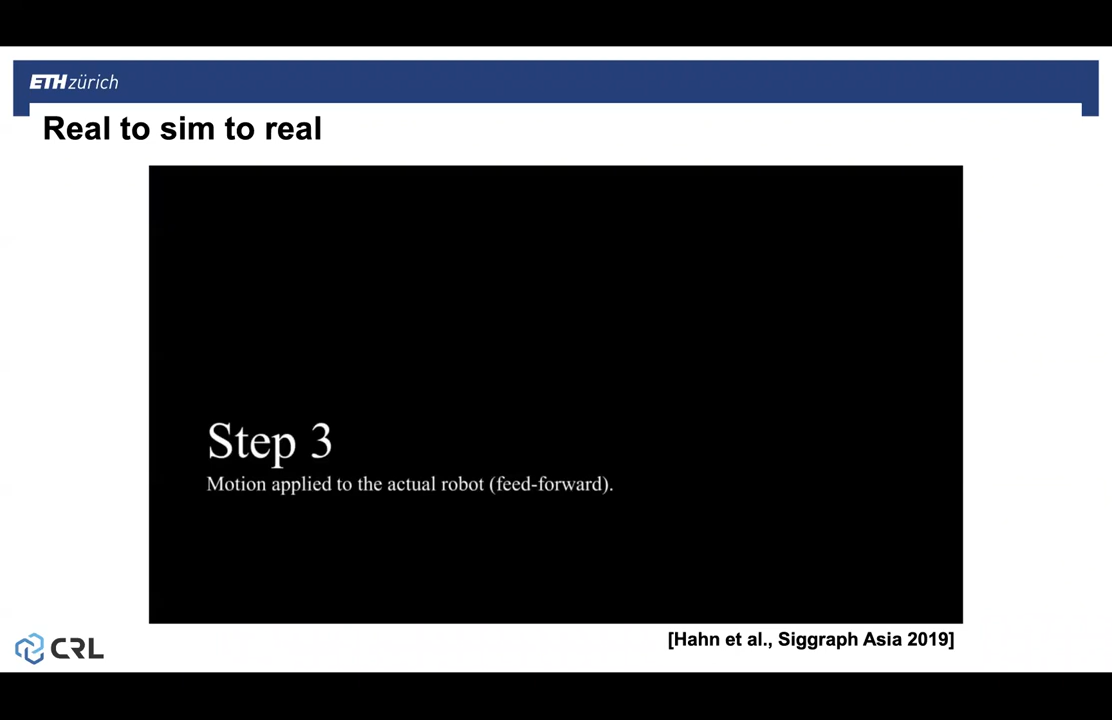 ETH zürich
Real to sim to real
Step 3
Motion applied to the actual robot (feed-forward).
[Hahn et al., Siggraph Asia 2019]
CRL